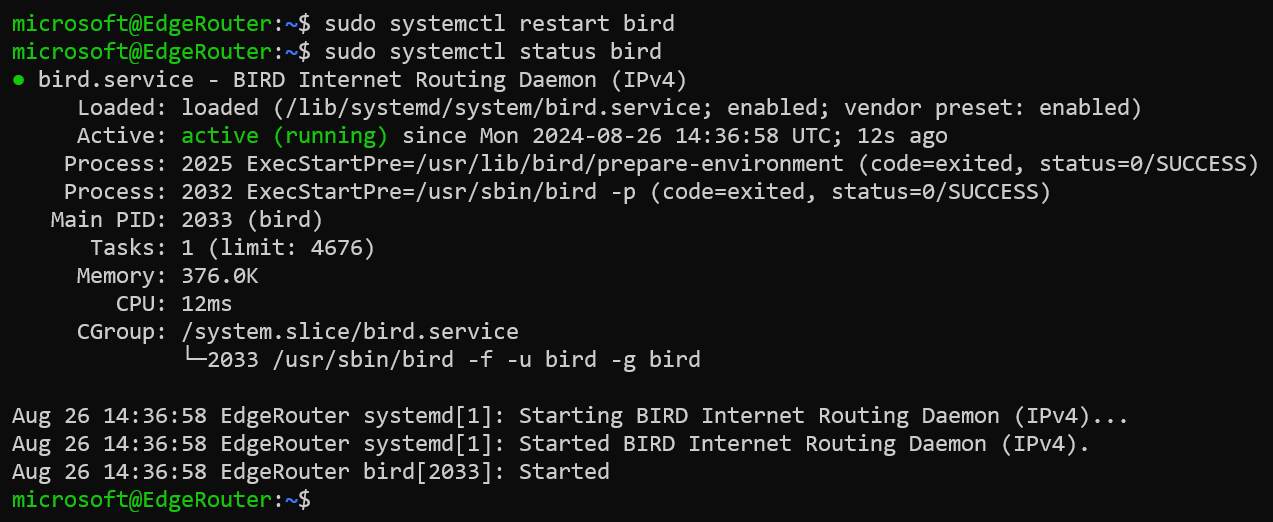 microsoft@EdgeRouter:~$ sudo systemctl restart bird
microsoft@EdgeRouter:~$ sudo systemctl status bird
● bird.service - BIRD Internet Routing Daemon (IPv4)
     Loaded: loaded (/lib/systemd/system/bird.service; enabled; vendor preset: enabled)
     Active: active (running) since Mon 2024-08-26 14:36:58 UTC; 12s ago
    Process: 2025 ExecStartPre=/usr/lib/bird/prepare-environment (code=exited, status=0/SUCCESS)
    Process: 2032 ExecStartPre=/usr/sbin/bird -p (code=exited, status=0/SUCCESS)
   Main PID: 2033 (bird)
      Tasks: 1 (limit: 4676)
     Memory: 376.0K
        CPU: 12ms
     CGroup: /system.slice/bird.service
             └─2033 /usr/sbin/bird -f -u bird -g bird

Aug 26 14:36:58 EdgeRouter systemd[1]: Starting BIRD Internet Routing Daemon (IPv4)...
Aug 26 14:36:58 EdgeRouter systemd[1]: Started BIRD Internet Routing Daemon (IPv4).
Aug 26 14:36:58 EdgeRouter bird[2033]: Started
microsoft@EdgeRouter:~$